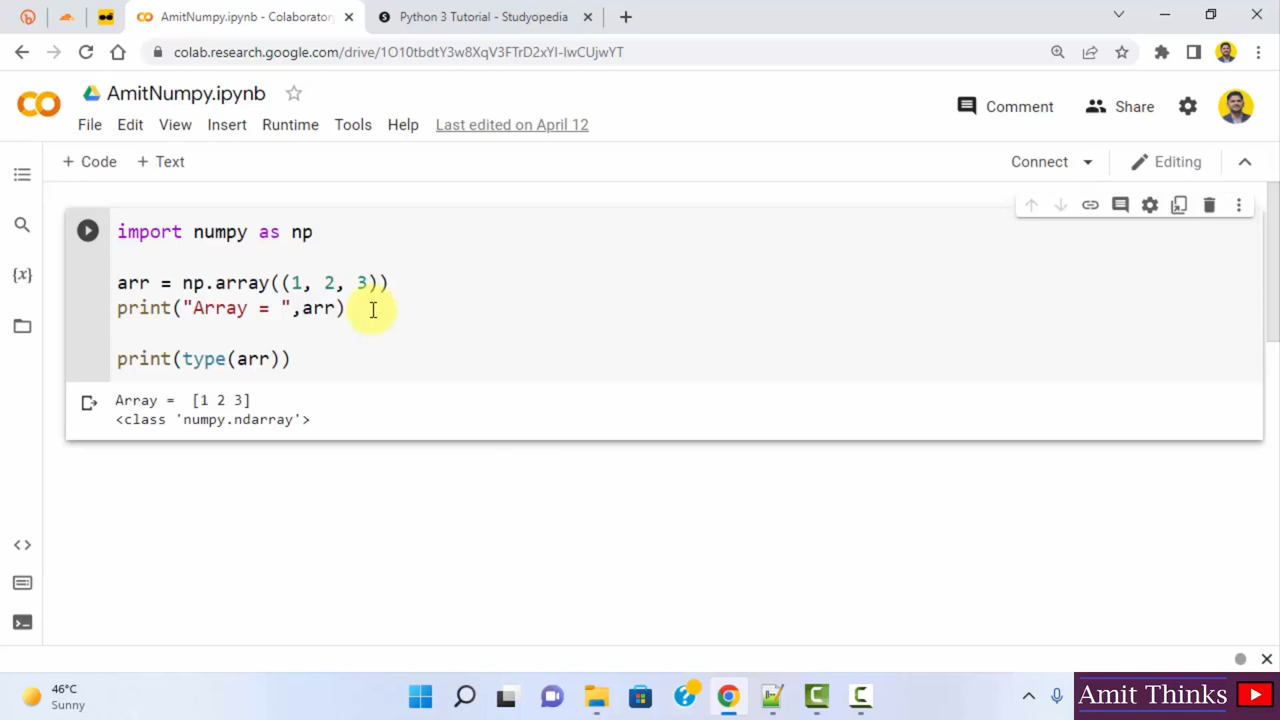 AmitNumpy.ipynb - Colaboratory
Python 3 Tutorial - Studyopedia
colab.research.google.com/drive/1O10tbdtY3w8XqV3FTrD2xYI-IwCUjwYT
AmitNumpy.ipynb
Comment
Share
File Edit View Insert Runtime Tools Help Last edited on April 12
+ Code + Text
Connect
Editing
import numpy as np
arr = np.array((1, 2, 3))
print("Array = ",arr)
print(type(arr))
Array =  [1 2 3]
<class 'numpy.ndarray'>
46°C
Sunny
Amit Thinks